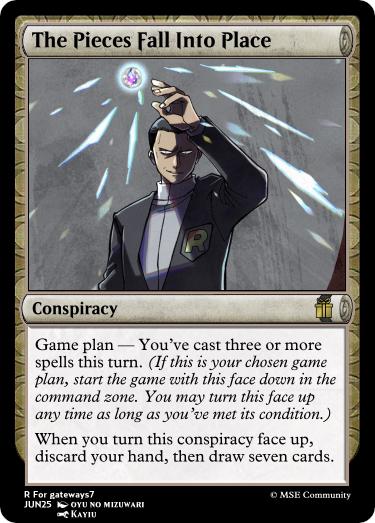 The Pieces Fall Into Place
R
Conspiracy
Game plan — You've cast three or more
spells this turn. (If this is your chosen game
plan, start the game with this face down in the
command zone. You may turn this face up
any time as long as you've met its condition.)
When you turn this conspiracy face up,
discard your hand, then draw seven cards.
R For gateways7
JUN25 OYU NO MIZUWARI
Kayiu
© MSE Community